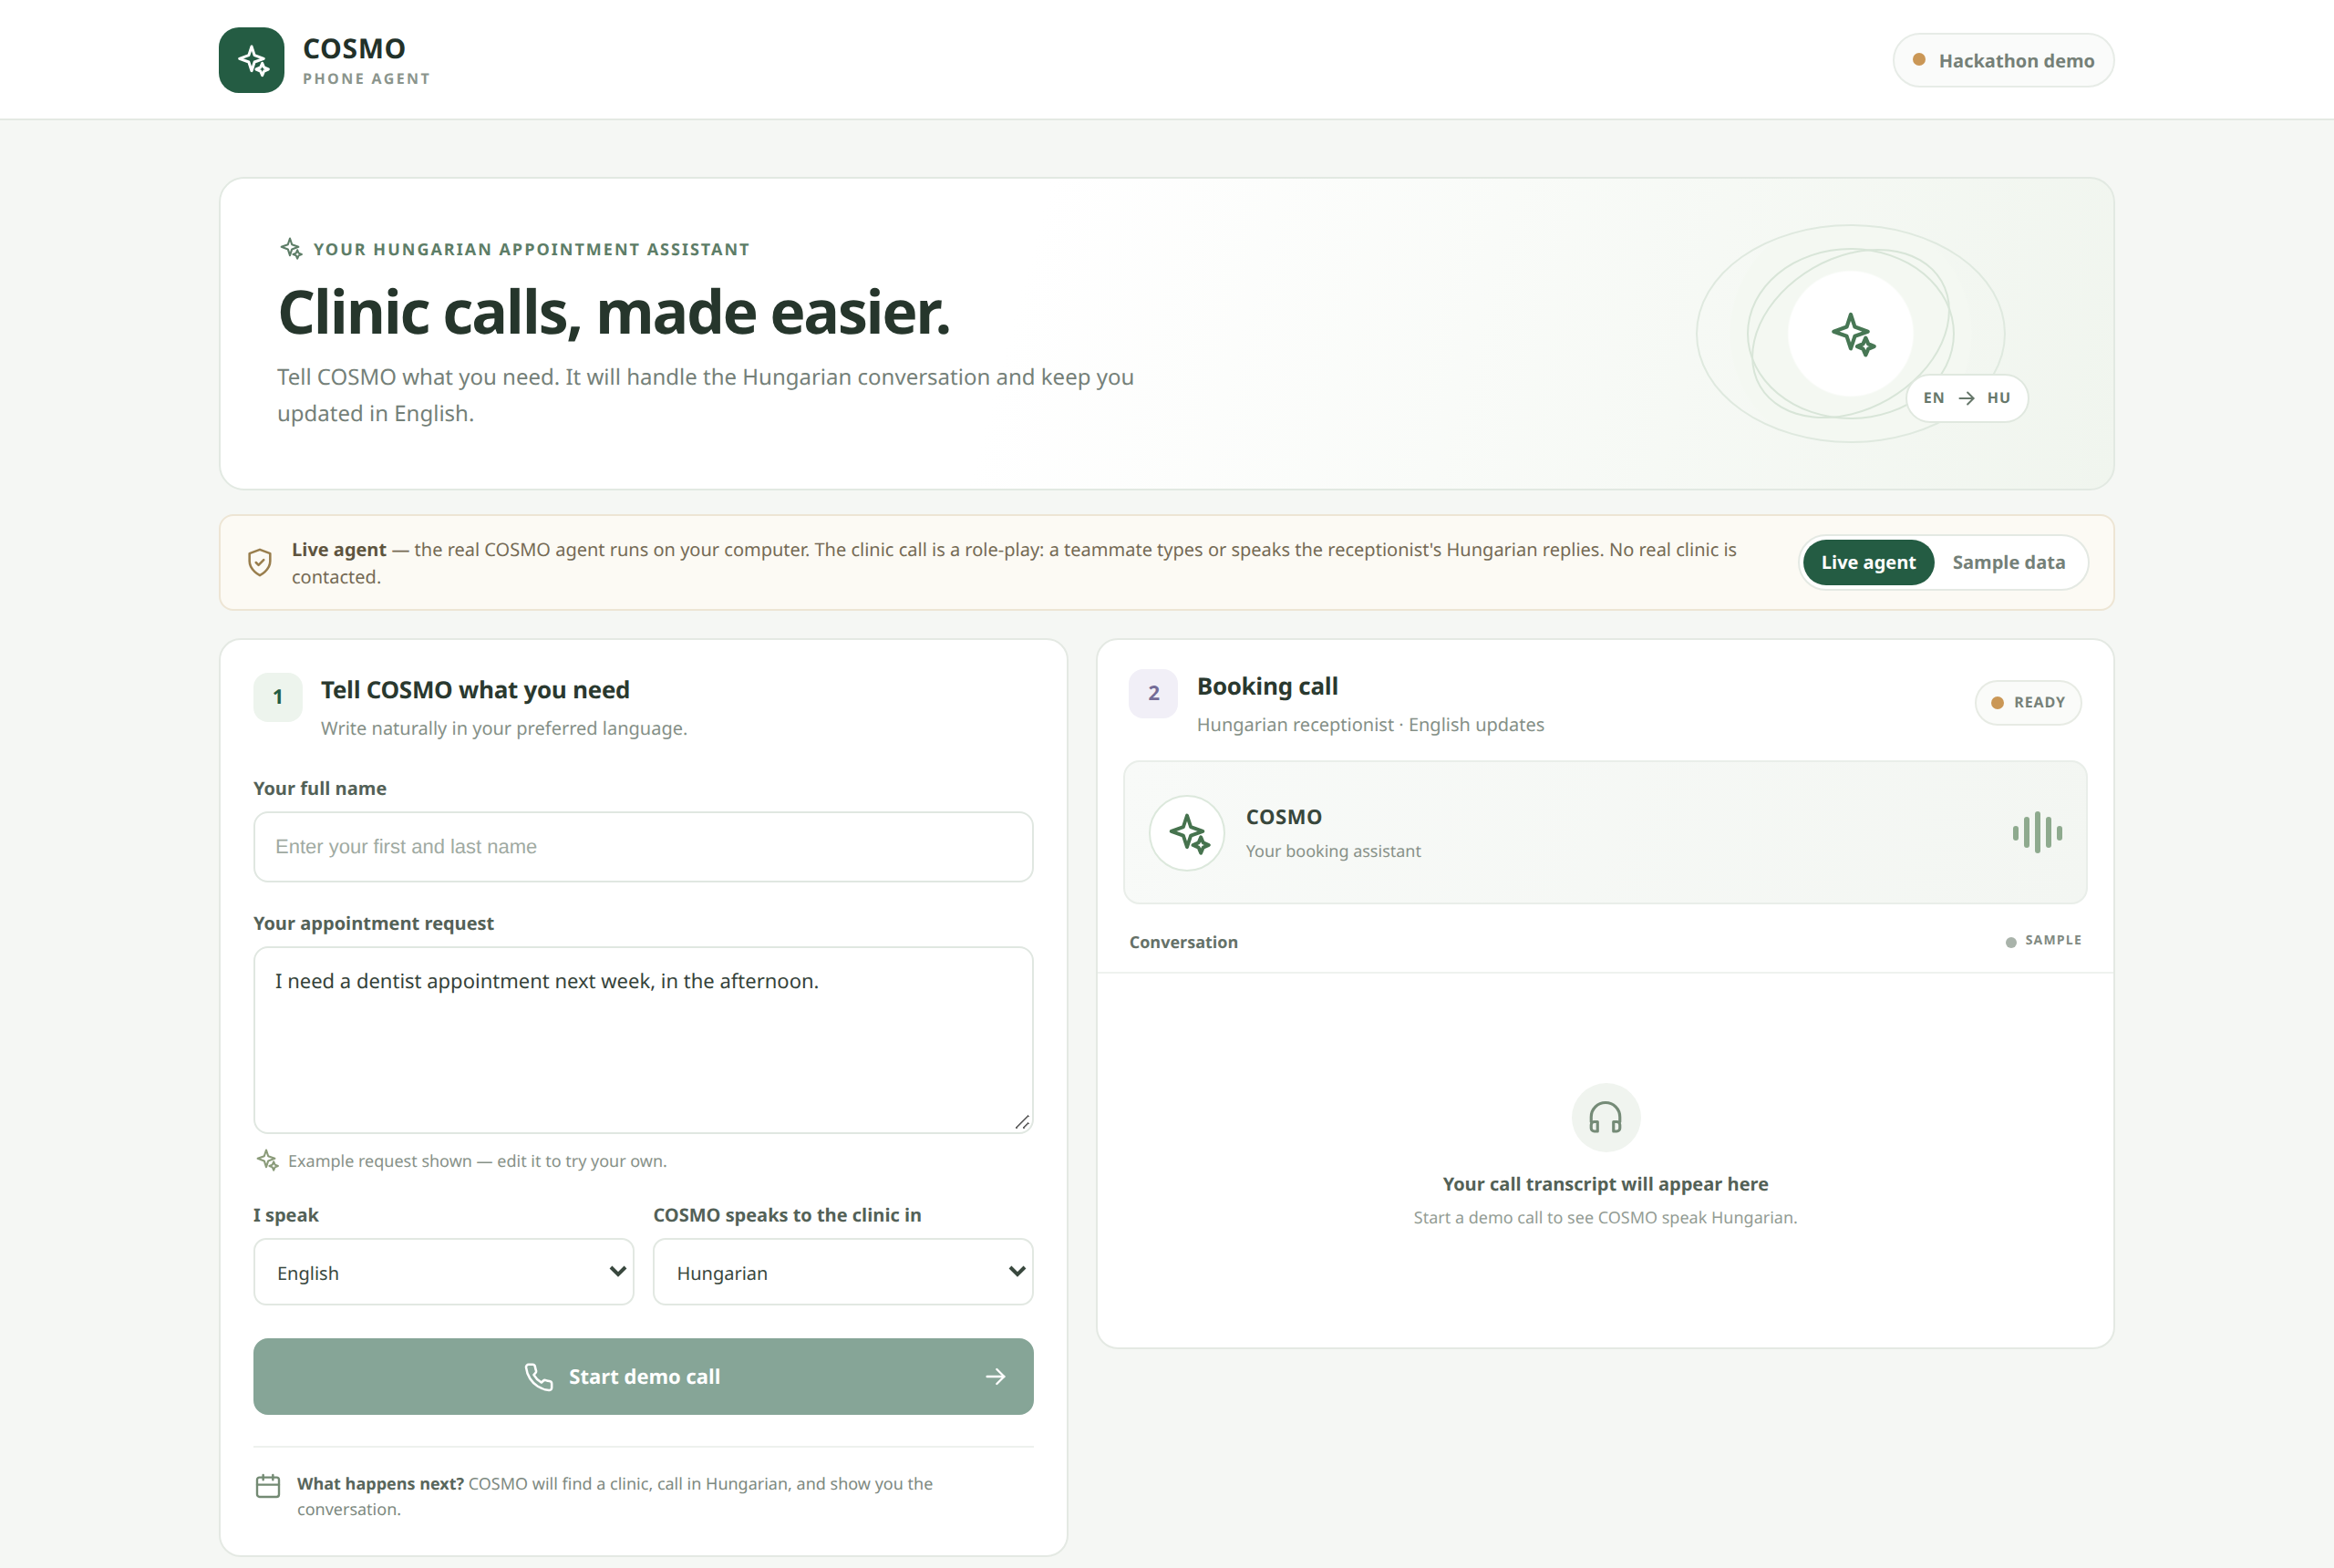 COSMO
PHONE AGENT
Hackathon demo
YOUR HUNGARIAN APPOINTMENT ASSISTANT
Clinic calls, made easier.
Tell COSMO what you need. It will handle the Hungarian conversation and keep you
updated in English.
EN → HU
Live agent — the real COSMO agent runs on your computer. The clinic call is a role-play: a teammate types or speaks the receptionist's Hungarian replies. No real clinic is
contacted.
Live agent
Sample data
1
Tell COSMO what you need
Write naturally in your preferred language.
Your full name
Enter your first and last name
Your appointment request
I need a dentist appointment next week, in the afternoon.
Example request shown — edit it to try your own.
I speak
COSMO speaks to the clinic in
English
Hungarian
Start demo call
What happens next? COSMO will find a clinic, call in Hungarian, and show you the
conversation.
2
Booking call
Hungarian receptionist · English updates
READY
COSMO
Your booking assistant
Conversation
SAMPLE
Your call transcript will appear here
Start a demo call to see COSMO speak Hungarian.